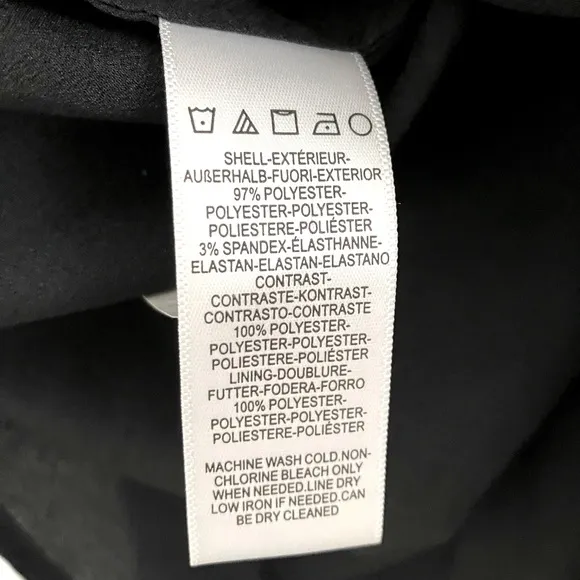 SHELL-EXTÉRIEUR-
AUßERHALB-FUORI-EXTERIOR
97% POLYESTER-
POLYESTER-POLYESTER-
POLIESTERE-POLIÉSTER
3% SPANDEX-ÉLASTHANNE-
ELASTAN-ELASTAN-ELASTANO
CONTRAST-
CONTRASTE-KONTRAST-
CONTRASTO-CONTRASTE
100% POLYESTER-
POLYESTER-POLYESTER-
POLIESTERE-POLIÉSTER
LINING-DOUBLURE-
FUTTER-FODERA-FORRO
100% POLYESTER-
POLYESTER-POLYESTER-
POLIESTERE-POLIÉSTER
MACHINE WASH COLD.NON-
CHLORINE BLEACH ONLY
WHEN NEEDED.LINE DRY
LOW IRON IF NEEDED.CAN
BE DRY CLEANED